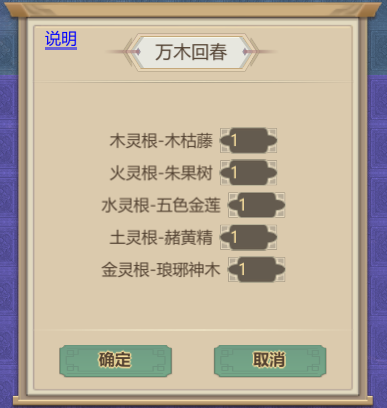 说明
万木回春
木灵根-木枯藤 1
火灵根-朱果树 1
水灵根-五色金莲 1
土灵根-赭黄精 1
金灵根-琅琊神木 1
确定 取消